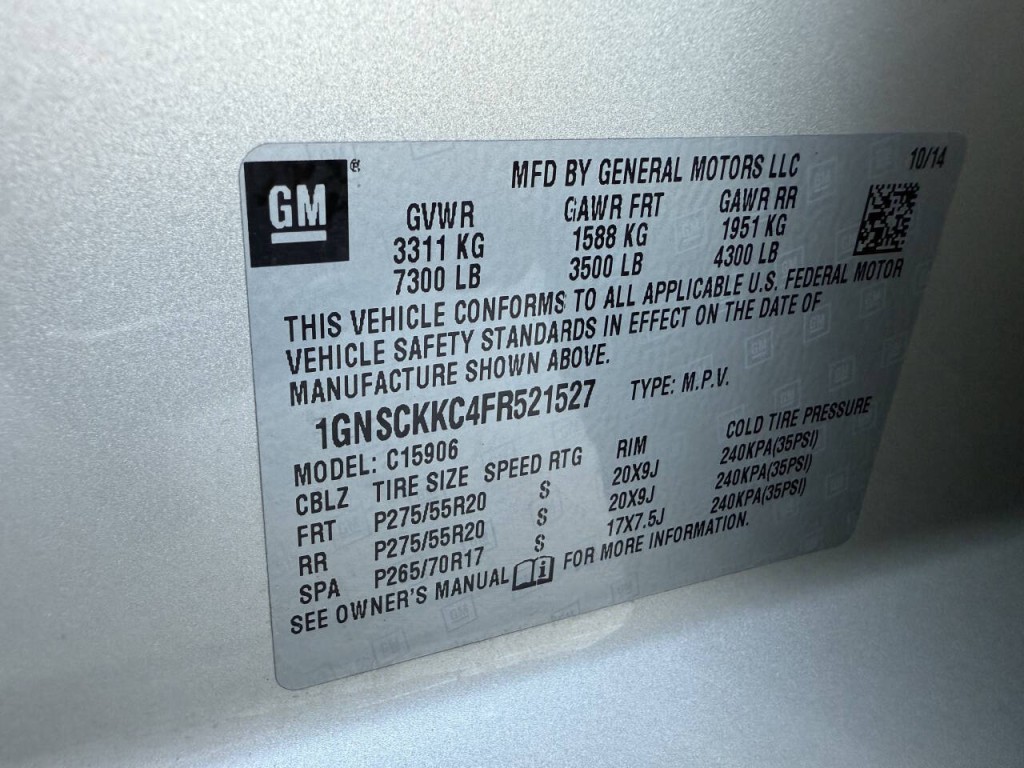 GM® MFD BY GENERAL MOTORS LLC 10/14
GVWR GAWR FRT GAWR RR
3311 KG 1588 KG 1951 KG
7300 LB 3500 LB 4300 LB
THIS VEHICLE CONFORMS TO ALL APPLICABLE U.S. FEDERAL MOTOR
VEHICLE SAFETY STANDARDS IN EFFECT ON THE DATE OF
MANUFACTURE SHOWN ABOVE.
1GNSCKKC4FR521527 TYPE: M.P.V.
MODEL: C15906
CBLZ TIRE SIZE SPEED RTG RIM COLD TIRE PRESSURE
FRT P275/55R20 S 20X9J 240KPA(35PSI)
RR P275/55R20 S 20X9J 240KPA(35PSI)
SPA P265/70R17 S 17X7.5J 240KPA(35PSI)
SEE OWNER'S MANUAL FOR MORE INFORMATION.